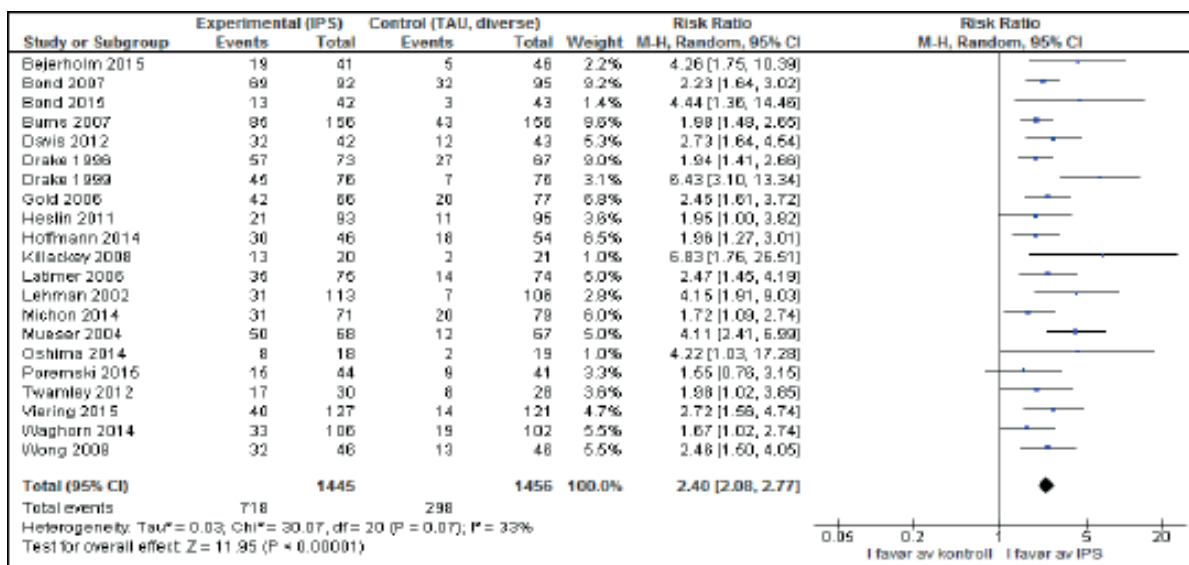 Experimental (IPS) Control (TAU, diverse) Risk Ratio Risk Ratio
Study or Subgroup Events Total Events Total Weight M-H, Random, 95% CI M-H, Random, 95% CI
Bejerholm 2015 19 41 5 46 2.2% 4.26 [1.75, 10.39]
Bond 2007 69 92 32 95 9.2% 2.23 [1.64, 3.02]
Bond 2015 13 42 3 43 1.4% 4.44 [1.36, 14.46]
Burns 2007 85 156 43 156 9.6% 1.98 [1.48, 2.65]
Davis 2012 32 42 12 43 5.3% 2.73 [1.64, 4.54]
Drake 1996 57 73 27 67 9.0% 1.94 [1.41, 2.66]
Drake 1999 45 76 7 76 3.1% 6.43 [3.10, 13.34]
Gold 2006 42 66 20 77 6.8% 2.45 [1.61, 3.72]
Heslin 2011 21 93 11 95 3.6% 1.95 [1.00, 3.82]
Hoffmann 2014 30 46 18 54 6.5% 1.96 [1.27, 3.01]
Killackey 2008 13 20 2 21 1.0% 6.83 [1.76, 26.51]
Latimer 2006 35 75 14 74 5.0% 2.47 [1.45, 4.19]
Lehman 2002 31 113 7 106 2.8% 4.15 [1.91, 9.03]
Michon 2014 31 71 20 79 6.0% 1.72 [1.09, 2.74]
Mueser 2004 50 68 12 67 5.0% 4.11 [2.41, 6.99]
Oshima 2014 8 18 2 19 1.0% 4.22 [1.03, 17.28]
Poremski 2015 15 44 9 41 3.3% 1.55 [0.76, 3.15]
Twamley 2012 17 30 8 28 3.6% 1.98 [1.02, 3.85]
Viering 2015 40 127 14 121 4.7% 2.72 [1.56, 4.74]
Waghorn 2014 33 106 19 102 5.5% 1.67 [1.02, 2.74]
Wong 2008 32 46 13 46 5.5% 2.46 [1.50, 4.05]
Total (95% CI) 1445 1456 100.0% 2.40 [2.08, 2.77]
Total events 718 298
Heterogeneity: Tau² = 0.03; Chi² = 30.07, df = 20 (P = 0.07); I² = 33%
Test for overall effect: Z = 11.95 (P < 0.00001)
0.05 0.2 1 5 20
I favør av kontroll I favør av IPS